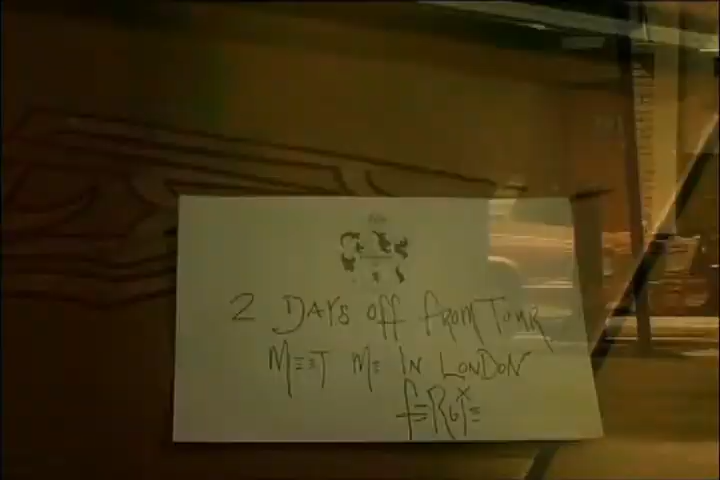 2 DAYS OFF FROM TOUR
MEET ME IN LONDON
FERGIE